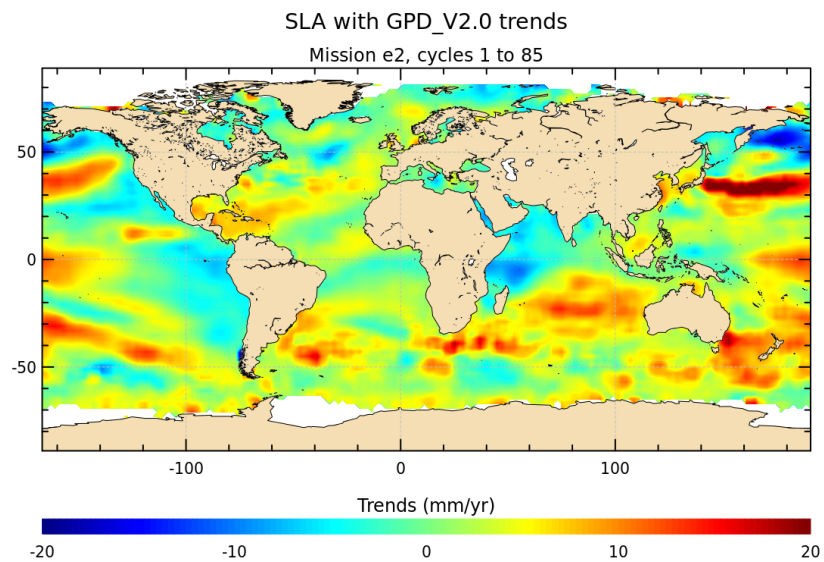 SLA with GPD_V2.0 trends
Mission e2, cycles 1 to 85
50
0
-50
-100 0 100
Trends (mm/yr)
-20 -10 0 10 20